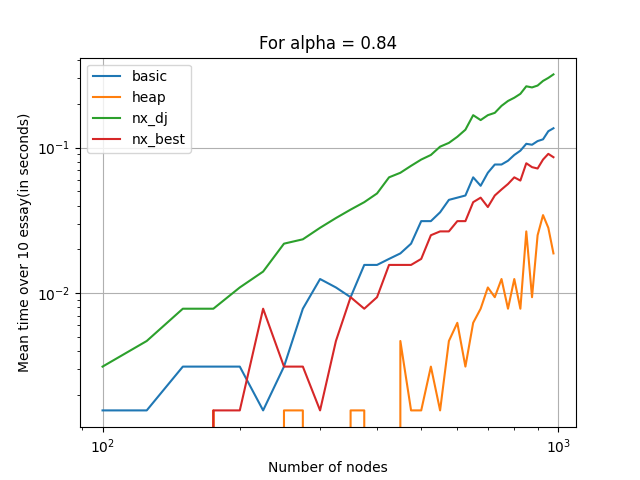 For alpha = 0.84
basic
heap
nx_dj
nx_best
Mean time over 10 essay(in seconds)
10⁻¹
10⁻²
10²
10³
Number of nodes